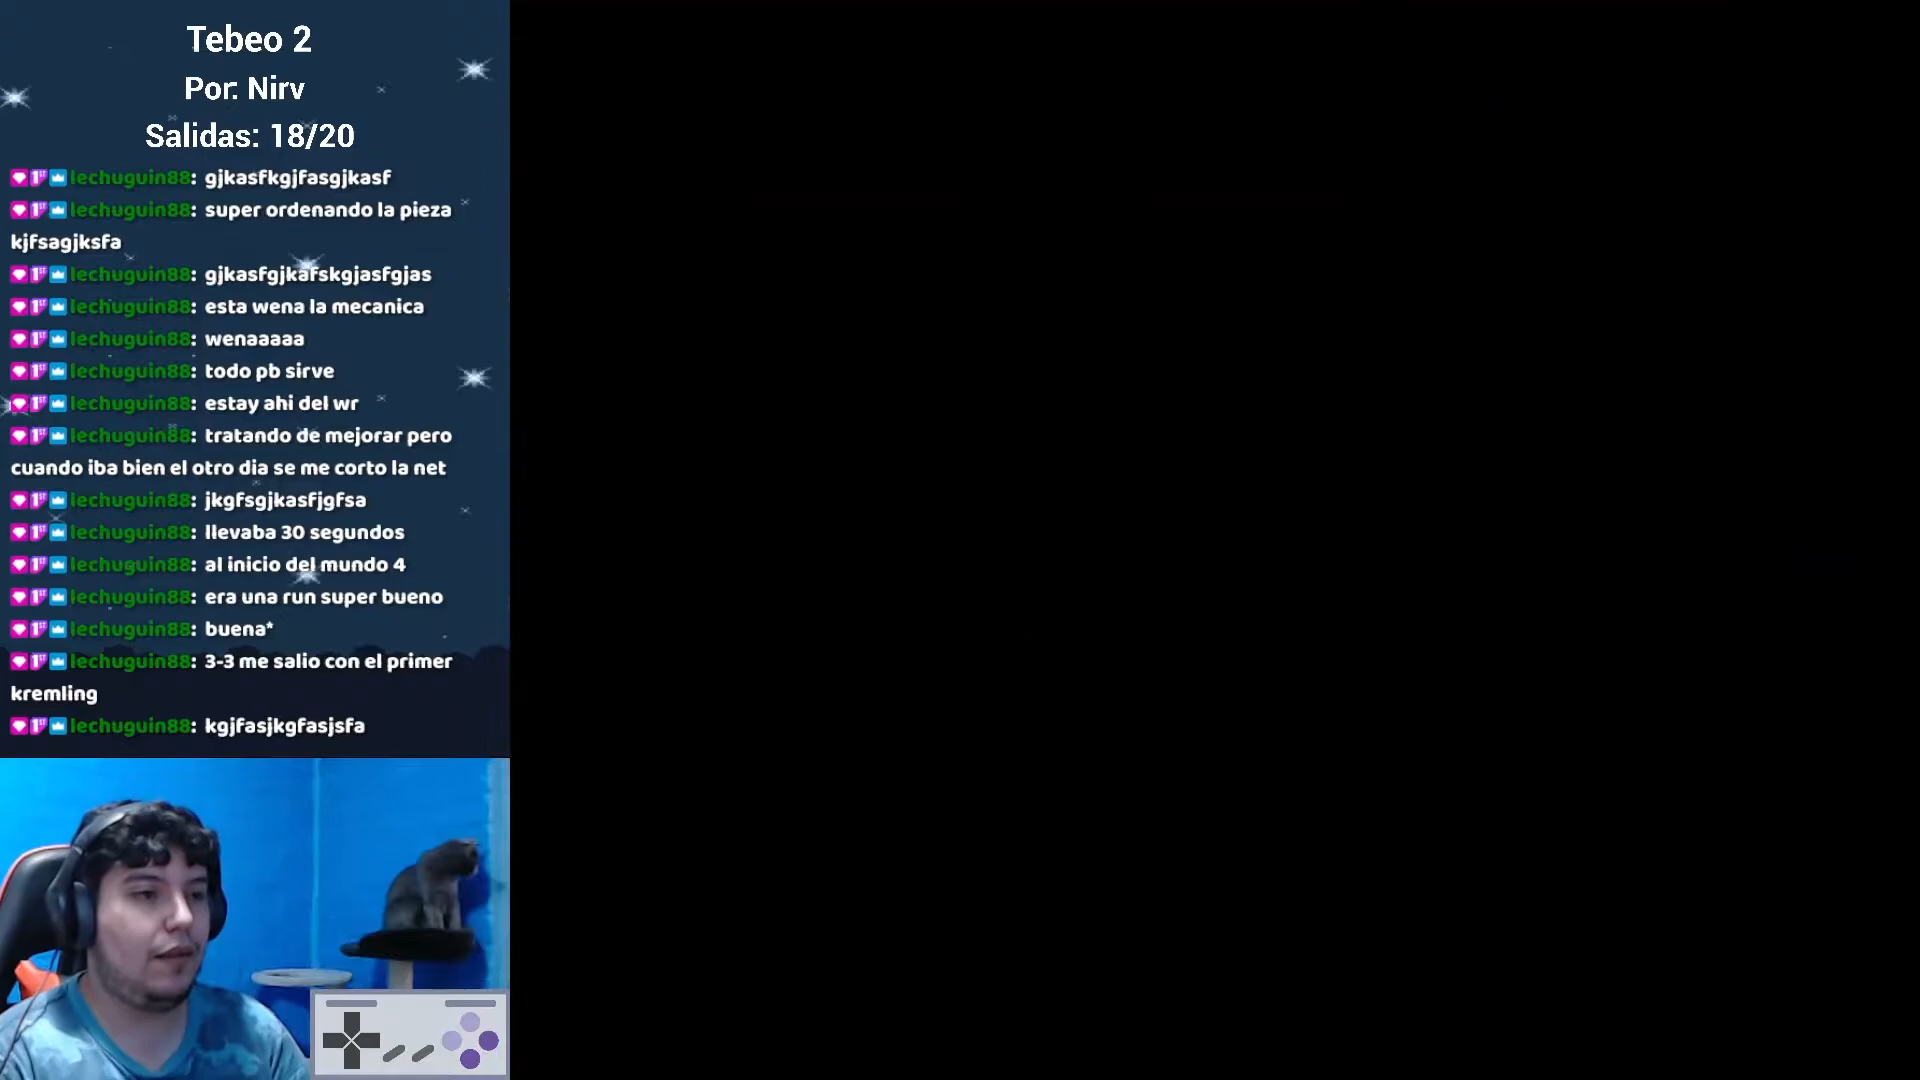 Tebeo 2
Por: Nirv
Salidas: 18/20
lechuguin88: gjkasfkgjfasgjkasf
lechuguin88: super ordenando la pieza
kjfsagjksfa
lechuguin88: gjkasfgjkafskgjasfgjas
lechuguin88: esta wena la mecanica
lechuguin88: wenaaaaa
lechuguin88: todo pb sirve
lechuguin88: estay ahi del wr
lechuguin88: tratando de mejorar pero
cuando iba bien el otro dia se me corto la net
lechuguin88: jkgfsgjkasfjgfsa
lechuguin88: llevaba 30 segundos
lechuguin88: al inicio del mundo 4
lechuguin88: era una run super bueno
lechuguin88: buena*
lechuguin88: 3-3 me salio con el primer
kremling
lechuguin88: kgjfasjkgfasjsfa